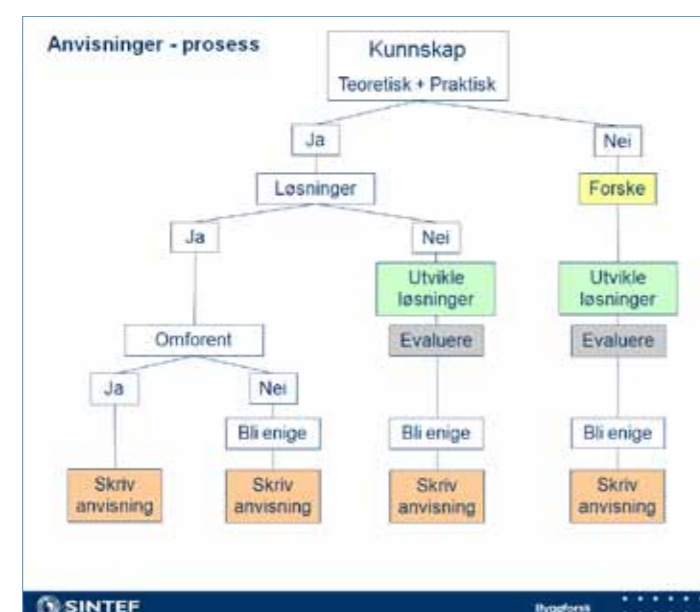 Anvisninger - prosess
Kunnskap
Teoretisk + Praktisk
Ja
Nei
Løsninger
Forske
Ja
Nei
Utvikle
løsninger
Utvikle
løsninger
Omforent
Evaluere
Evaluere
Ja
Nei
Bli enige
Bli enige
Bli enige
Skriv
anvisning
Skriv
anvisning
Skriv
anvisning
Skriv
anvisning
SINTEF
Byggforsk